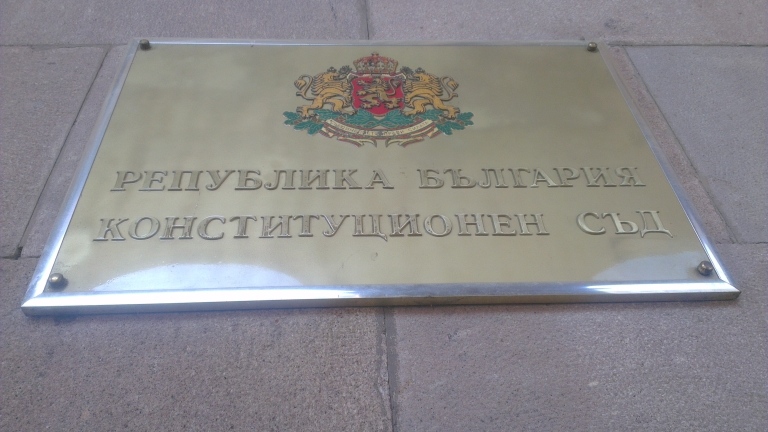 РЕПУБЛИКА БЪЛГАРИЯ
КОНСТИТУЦИОНЕН СЪД